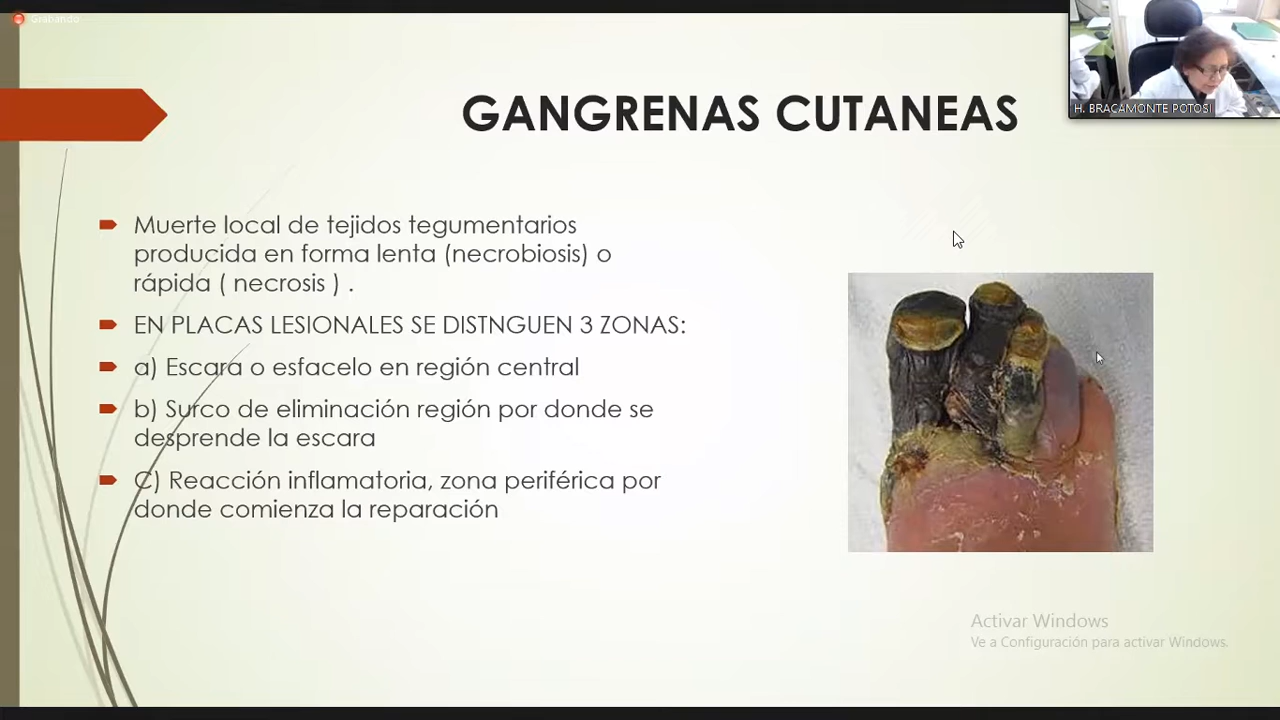 Grabando
GANGRENAS CUTANEAS
H. BRACAMONTE POTOSI
Muerte local de tejidos tegumentarios
producida en forma lenta (necrobiosis) o
rápida ( necrosis ) .
EN PLACAS LESIONALES SE DISTNGUEN 3 ZONAS:
a) Escara o esfacelo en región central
b) Surco de eliminación región por donde se
desprende la escara
C) Reacción inflamatoria, zona periférica por
donde comienza la reparación
Activar Windows
Ve a Configuración para activar Windows.